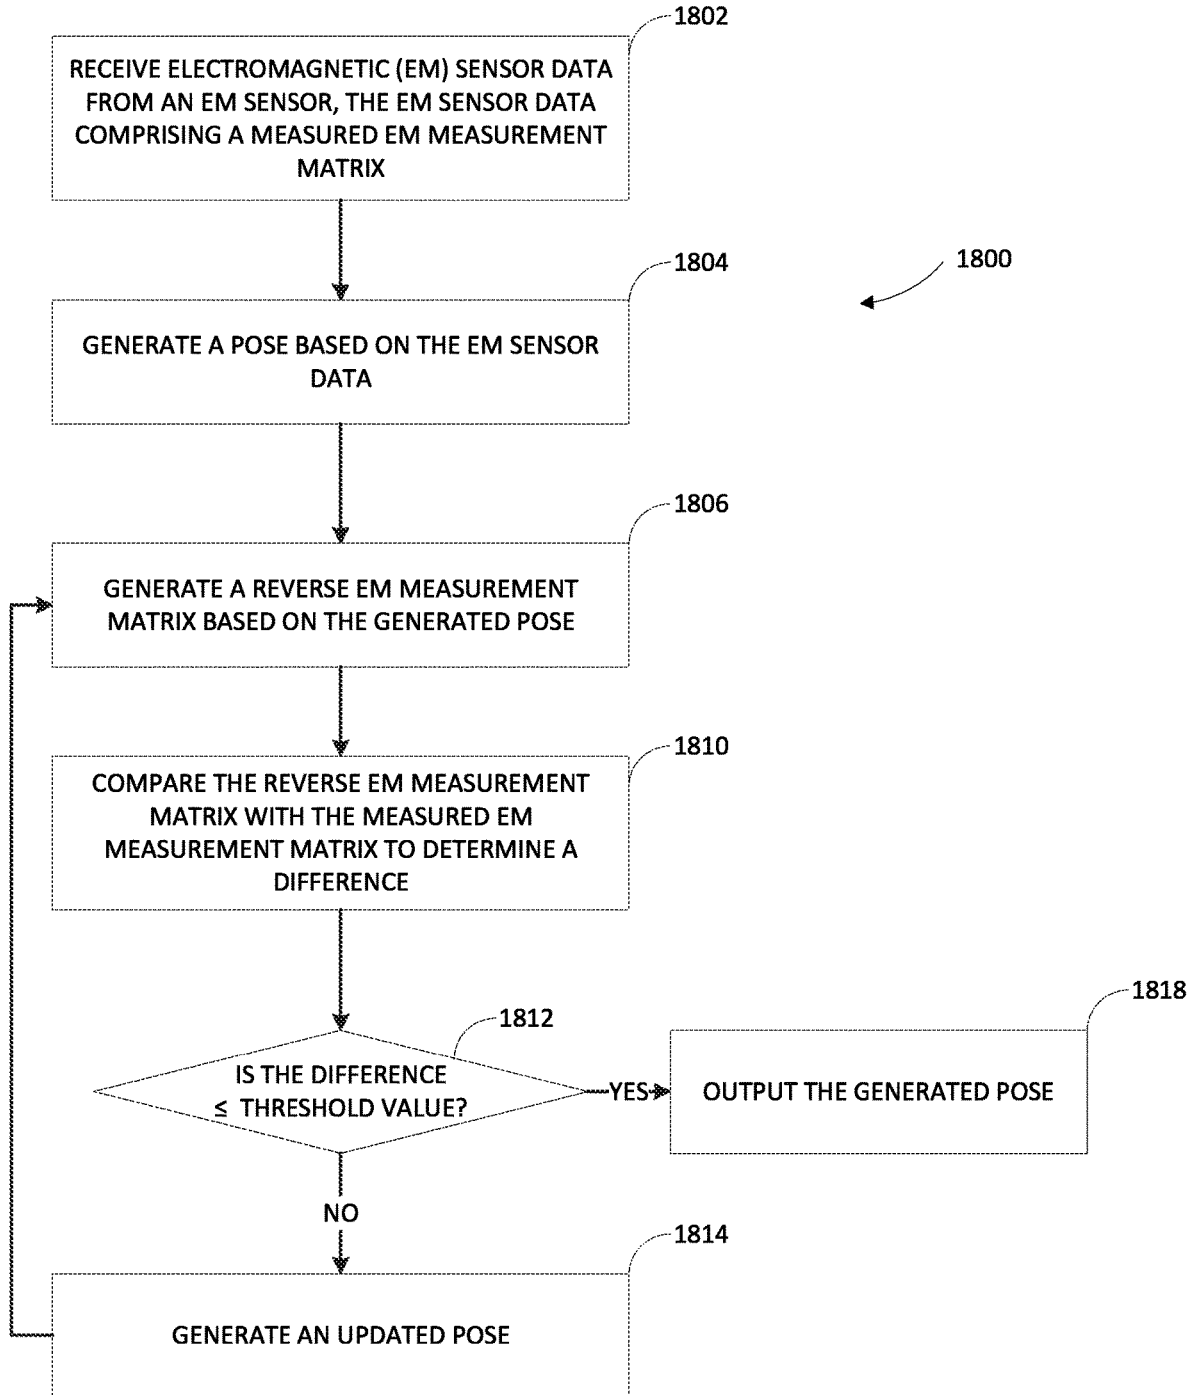 1802
RECEIVE ELECTROMAGNETIC (EM) SENSOR DATA
FROM AN EM SENSOR, THE EM SENSOR DATA
COMPRISING A MEASURED EM MEASUREMENT
MATRIX
1804
1800
GENERATE A POSE BASED ON THE EM SENSOR
DATA
1806
GENERATE A REVERSE EM MEASUREMENT
MATRIX BASED ON THE GENERATED POSE
1810
COMPARE THE REVERSE EM MEASUREMENT
MATRIX WITH THE MEASURED EM
MEASUREMENT MATRIX TO DETERMINE A
DIFFERENCE
1812
IS THE DIFFERENCE
≤ THRESHOLD VALUE?
YES
1818
OUTPUT THE GENERATED POSE
NO
1814
GENERATE AN UPDATED POSE